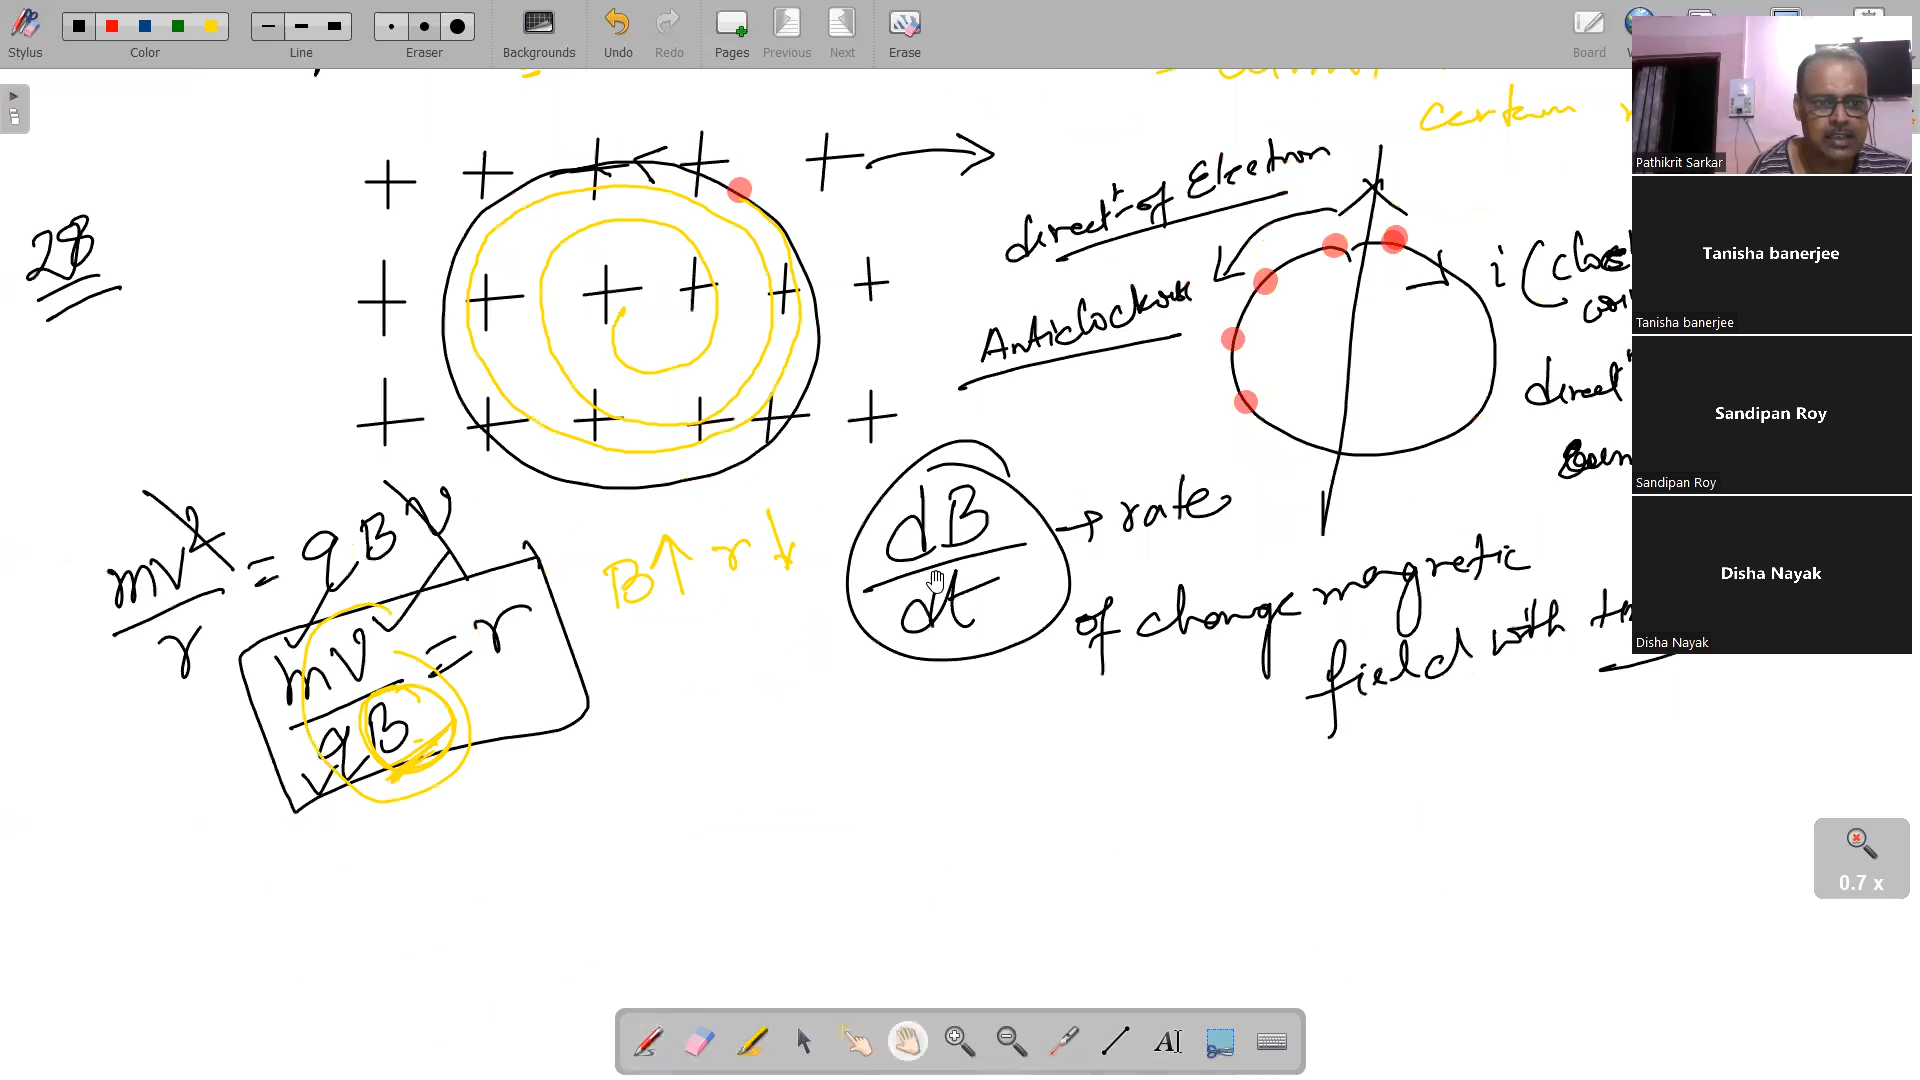 Stylus
Color
Line
Eraser
Backgrounds
Undo
Redo
Pages
Previous
Next
Erase
Board
certain
Pathikrit Sarkar
Tanisha banerjee
Tanisha banerjee
Sandipan Roy
Sandipan Roy
Disha Nayak
Disha Nayak
28
+ + + + +
+ + + + + +
+ + + + + +
directn of Electron
Anticlockwise
i (
direct
mv²/r = qBv
mv/qB = r
B↑ r↓
dB/dt → rate
of change magnetic
field with
0.7 x